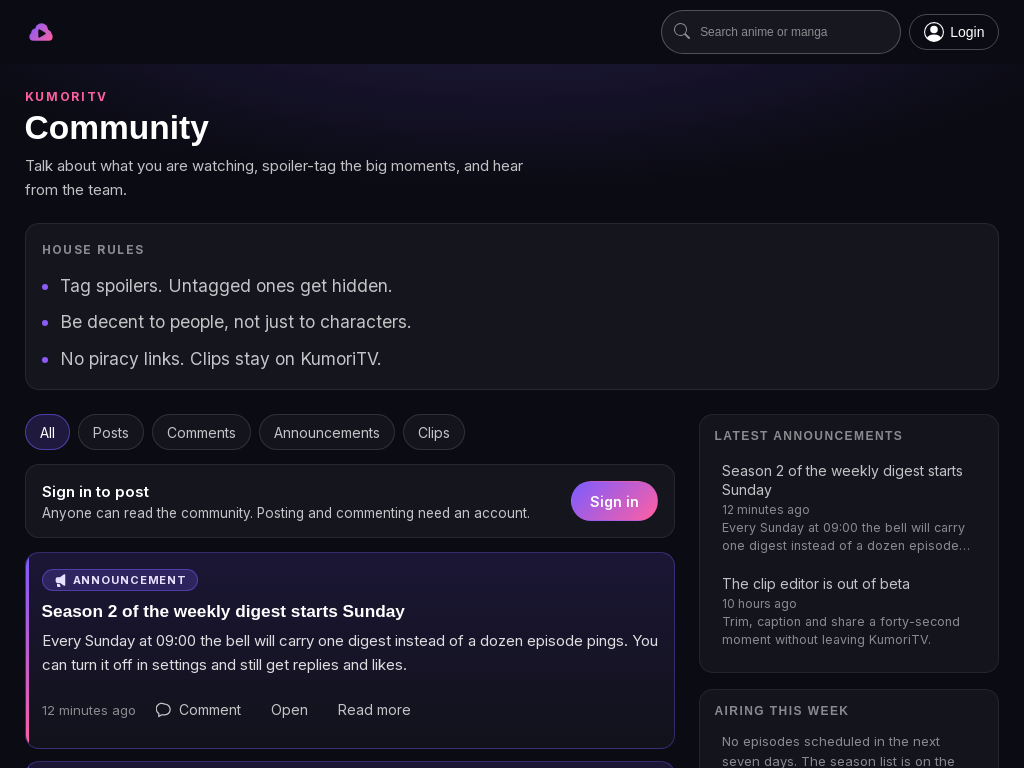 Search anime or manga
Login
KUMORITV
Community
Talk about what you are watching, spoiler-tag the big moments, and hear
from the team.
HOUSE RULES
Tag spoilers. Untagged ones get hidden.
Be decent to people, not just to characters.
No piracy links. Clips stay on KumoriTV.
All
Posts
Comments
Announcements
Clips
Sign in to post
Anyone can read the community. Posting and commenting need an account.
Sign in
ANNOUNCEMENT
Season 2 of the weekly digest starts Sunday
Every Sunday at 09:00 the bell will carry one digest instead of a dozen episode pings. You
can turn it off in settings and still get replies and likes.
12 minutes ago
Comment
Open
Read more
LATEST ANNOUNCEMENTS
Season 2 of the weekly digest starts
Sunday
12 minutes ago
Every Sunday at 09:00 the bell will carry
one digest instead of a dozen episode…
The clip editor is out of beta
10 hours ago
Trim, caption and share a forty-second
moment without leaving KumoriTV.
AIRING THIS WEEK
No episodes scheduled in the next
seven days. The season list is on the